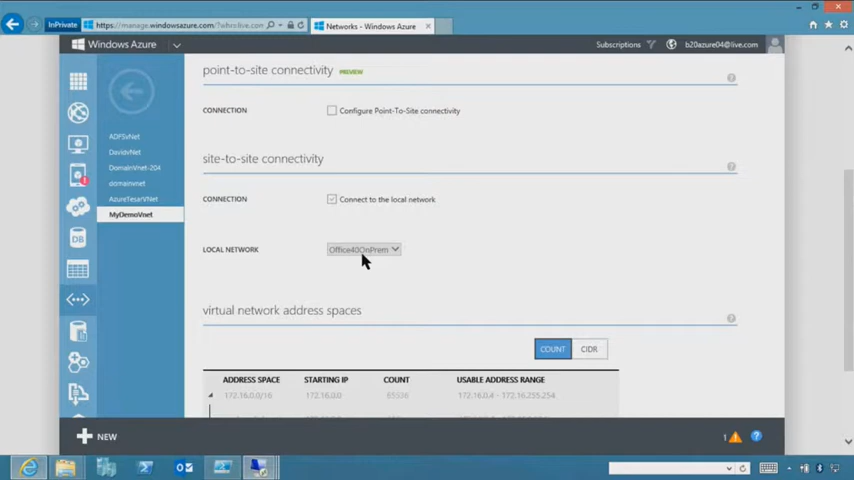 InPrivate
https://manage.windowsazure.com/?whr=live.com
Networks - Windows Azure
Windows Azure
Subscriptions
b20azure04@live.com
point-to-site connectivity PREVIEW
CONNECTION
Configure Point-To-Site connectivity
ADFSvNet
DavidvNet
DomainVnet-204
domainvnet
AzureTesarVNet
MyDemoVnet
site-to-site connectivity
CONNECTION
Connect to the local network
LOCAL NETWORK
Office40OnPrem
virtual network address spaces
COUNT
CIDR
ADDRESS SPACE
STARTING IP
COUNT
USABLE ADDRESS RANGE
172.16.0.0/16
172.16.0.0
65536
172.16.0.4 - 172.16.255.254
NEW
1